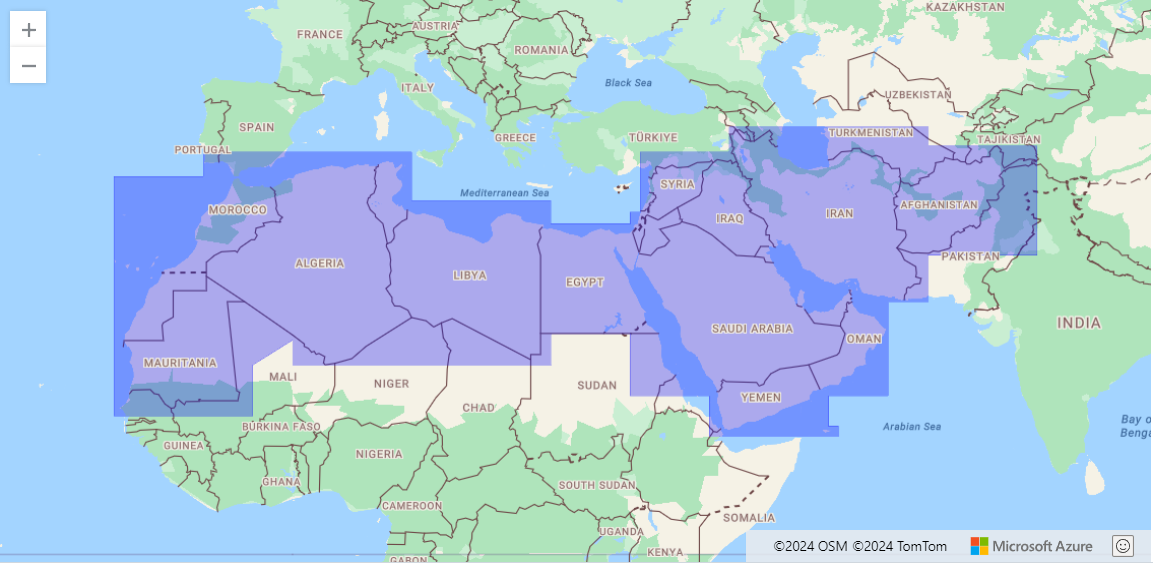 +
−
KAZAKHSTAN
FRANCE
AUSTRIA
ROMANIA
Black Sea
ITALY
UZBEKISTAN
SPAIN
GREECE
TÜRKIYE
TURKMENISTAN
TAJIKISTAN
PORTUGAL
Mediterranean Sea
SYRIA
MOROCCO
IRAQ
IRAN
AFGHANISTAN
PAKISTAN
ALGERIA
LIBYA
EGYPT
INDIA
SAUDI ARABIA
OMAN
MAURITANIA
MALI
NIGER
SUDAN
YEMEN
CHAD
BURKINA FASO
Arabian Sea
Bay o
Benga
GUINEA
NIGERIA
GHANA
SOUTH SUDAN
CAMEROON
SOMALIA
UGANDA
KENYA
GABON
©2024 OSM ©2024 TomTom
Microsoft Azure